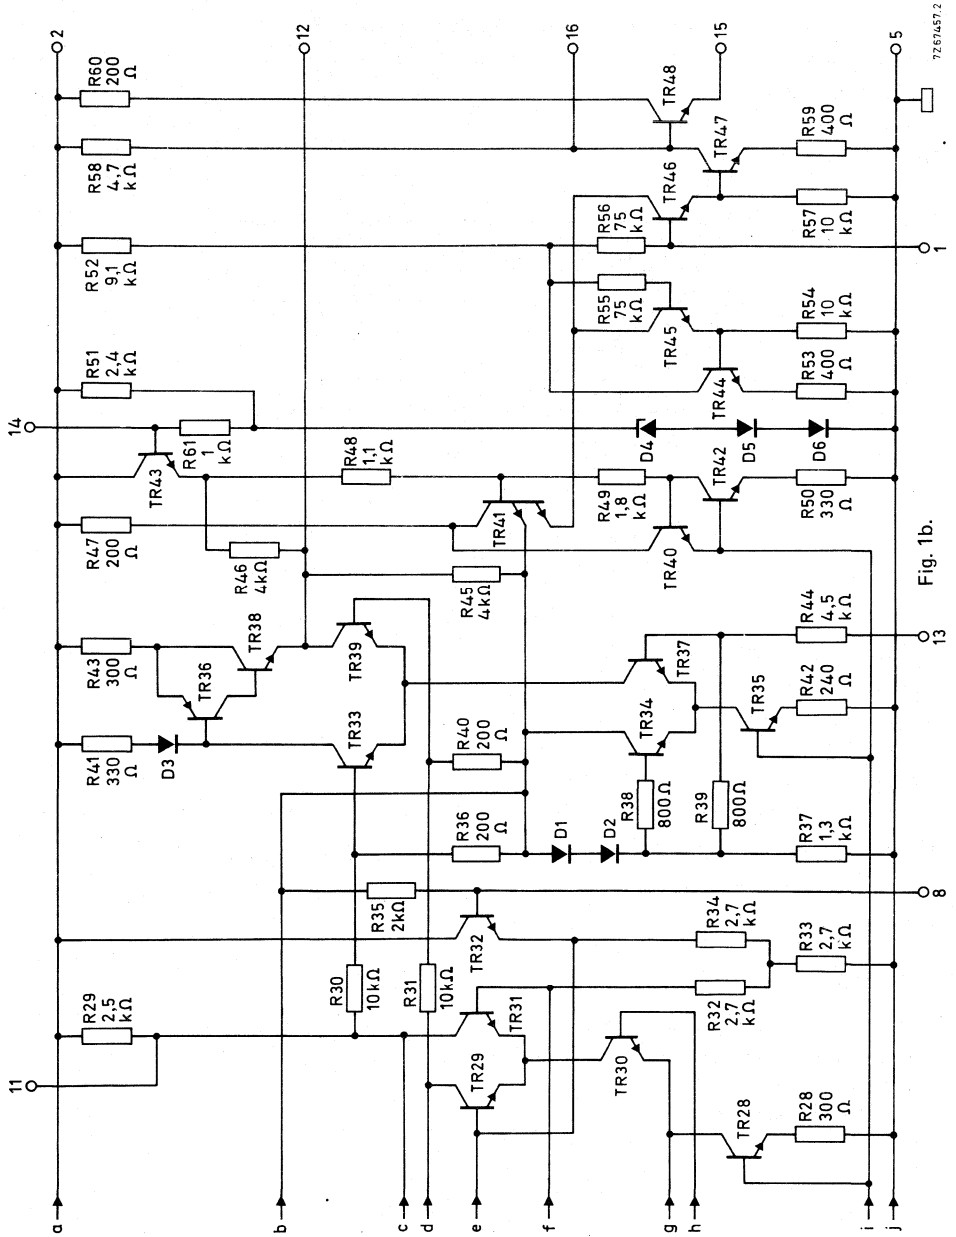 11
14
a
R29
2,5
kΩ
R41
330
Ω
R43
300
Ω
R47
200
Ω
R51
2,4
kΩ
R52
9,1
kΩ
R58
4,7
kΩ
R60
200
Ω
2
D3
TR36
TR38
TR43
R61
1
kΩ
R46
4kΩ
b
12
R30
10kΩ
R35
2kΩ
TR33
TR39
R48
1,1
kΩ
c
d
R31
10kΩ
R36
200
Ω
R40
200
Ω
R45
4kΩ
e
TR29
TR31
TR32
TR41
f
D1
D2
16
TR30
R38
800Ω
TR34
TR37
TR40
R49
1,8
kΩ
D4
R55
75
kΩ
R56
75
kΩ
TR45
TR46
TR48
g
h
R32
2,7
kΩ
R34
2,7
kΩ
R39
800Ω
TR42
TR44
TR47
15
TR28
TR35
D5
R28
300
Ω
R33
2,7
kΩ
R37
1,3
kΩ
R42
240
Ω
R44
4,5
kΩ
R50
330
Ω
D6
R53
400
Ω
R54
10
kΩ
R57
10
kΩ
R59
400
Ω
i
j
5
8
13
1
Fig. 1b.
7Z67457.2